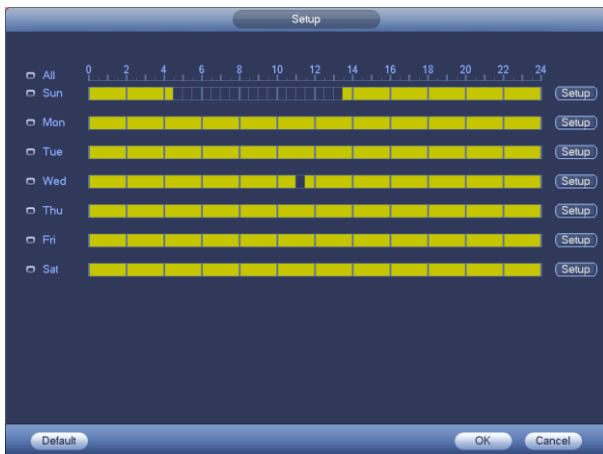 Setup
All 0 2 4 6 8 10 12 14 16 18 20 22 24
Sun Setup
Mon Setup
Tue Setup
Wed Setup
Thu Setup
Fri Setup
Sat Setup
Default OK Cancel